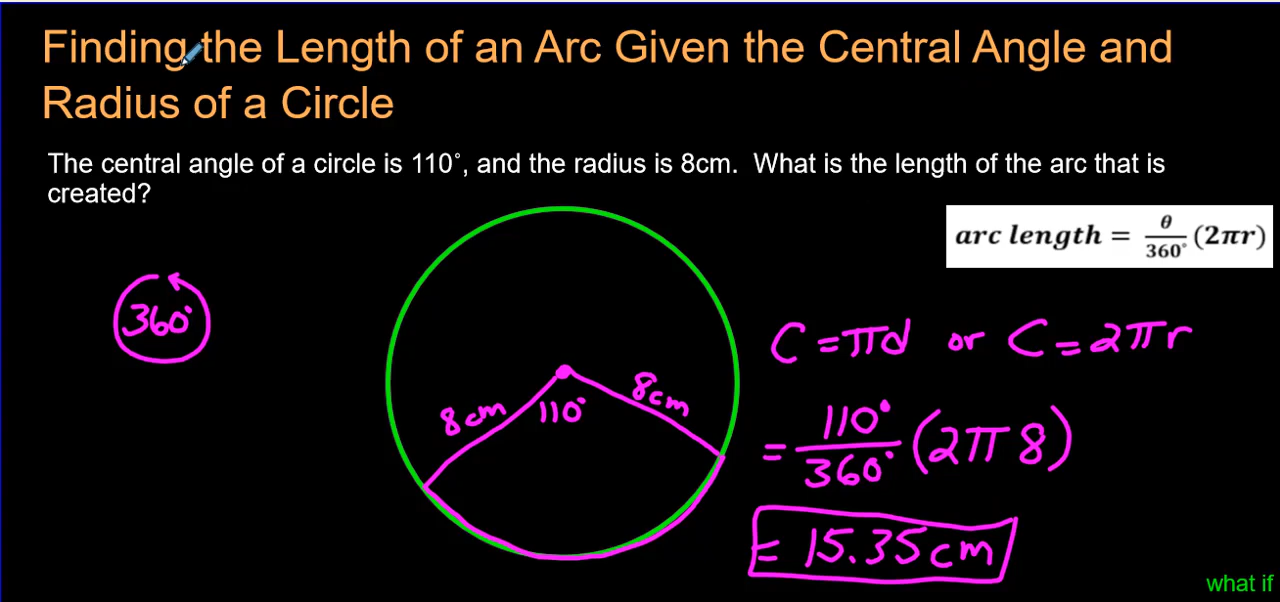 Finding the Length of an Arc Given the Central Angle and
Radius of a Circle
The central angle of a circle is 110°, and the radius is 8cm. What is the length of the arc that is
created?
arc length = θ/360° (2πr)
360°
C = πd or C = 2πr
8cm 110° 8cm
= 110°/360° (2π 8)
= 15.35cm
what if